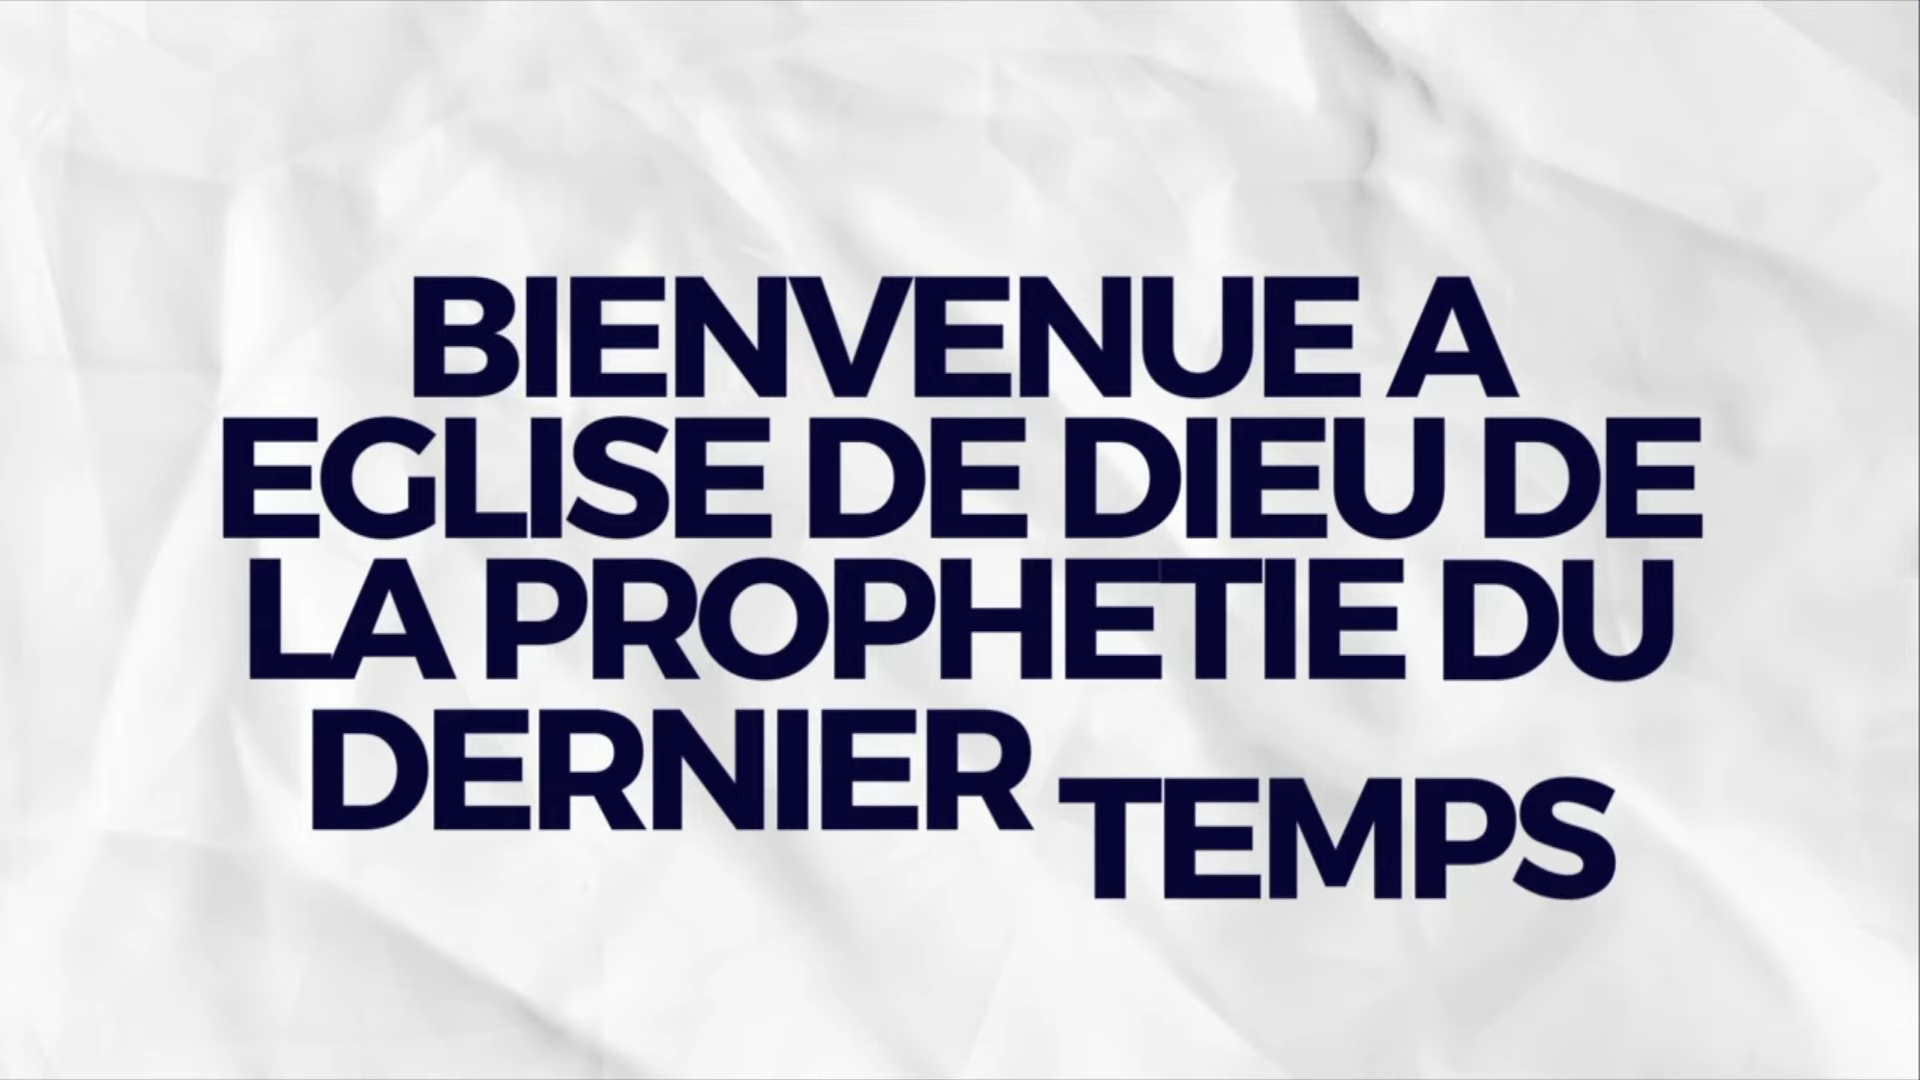 BIENVENUE A
EGLISE DE DIEU DE
LA PROPHETIE DU
DERNIER TEMPS